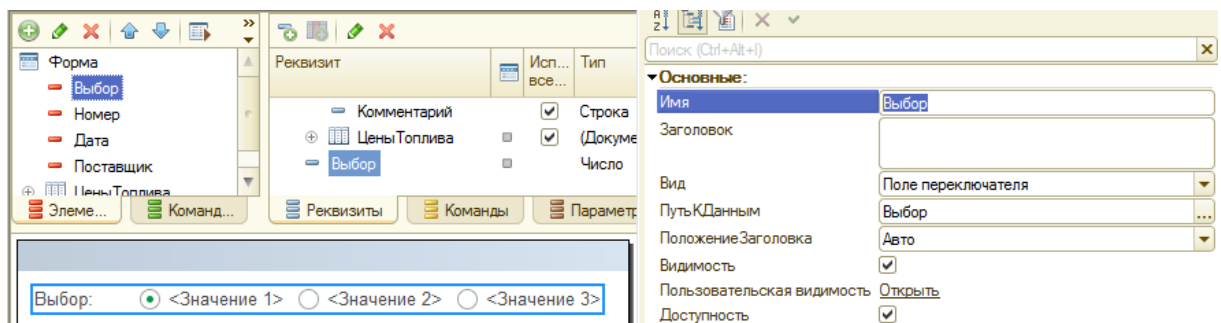 Форма
Выбор
Номер
Дата
Поставщик
ЦеныТоплива
Элеме...
Команд...
Реквизит
Исп...
все...
Тип
Комментарий
Строка
ЦеныТоплива
(Докуме
Выбор
Число
Реквизиты
Команды
Параметр
Выбор:
<Значение 1>
<Значение 2>
<Значение 3>
Поиск (Ctrl+Alt+I)
Основные:
Имя
Выбор
Заголовок
Вид
Поле переключателя
ПутьКДанным
Выбор
ПоложениеЗаголовка
Авто
Видимость
Пользовательская видимость
Открыть
Доступность